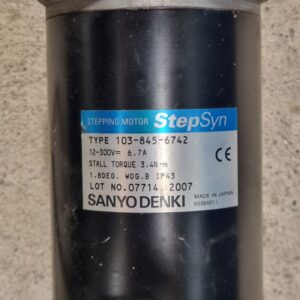 STEPPING MOTOR StepSyn
TYPE 103-845-6742
12-300V= 6.7A
STALL TORQUE 3.4N·m
1.8DEG. WDG.B IP43
LOT NO.07714, 2007
SANYO DENKI
MADE IN JAPAN
CE